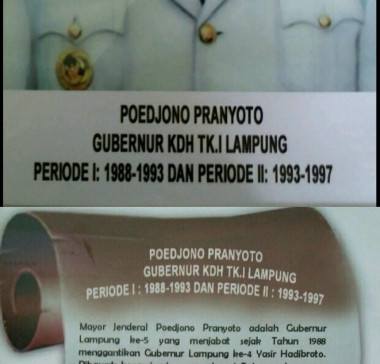 POEDJONO PRANYOTO
GUBERNUR KDH TK.I LAMPUNG
PERIODE I: 1988-1993 DAN PERIODE II: 1993-1997
POEDJONO PRANYOTO
GUBERNUR KDH TK.I LAMPUNG
PERIODE I : 1988-1993 DAN PERIODE II : 1993-1997
Mayor Jenderal Poedjono Pranyoto adalah Gubernur
Lampung ke-5 yang menjabat sejak Tahun 1988
menggantikan Gubernur Lampung ke-4 Yasir Hadibroto.